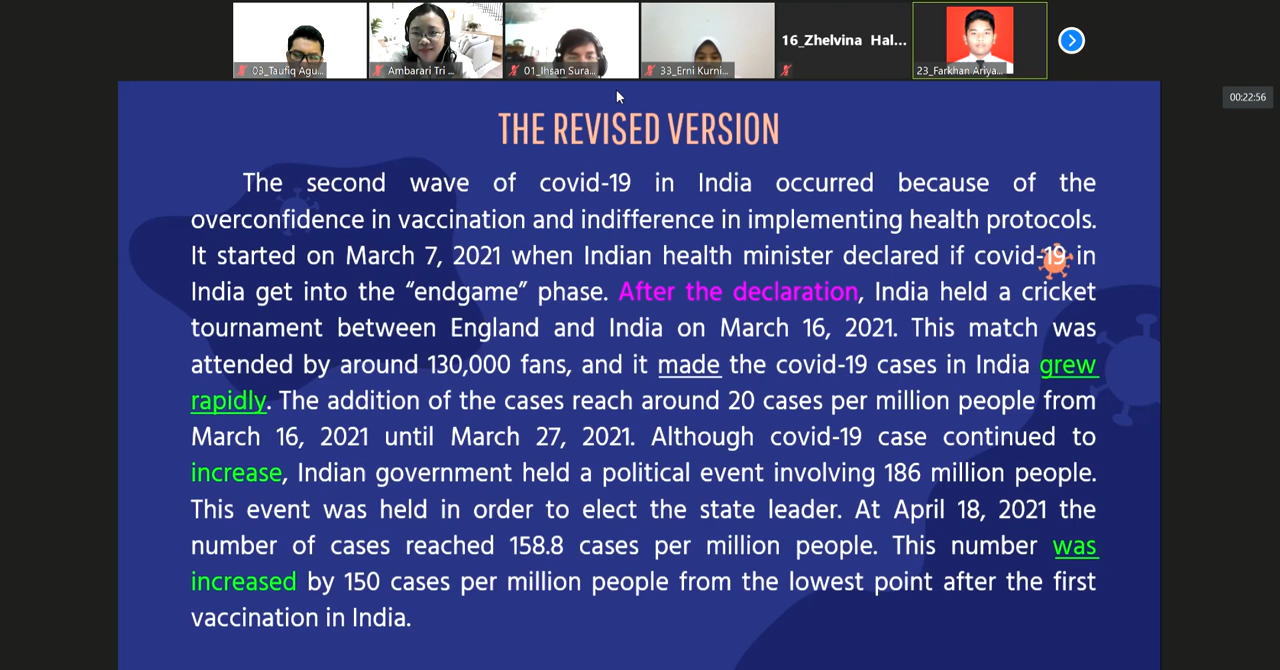 03_Taufiq Agu...
Ambarari Tri ...
01_Ihsan Sura...
33_Erni Kurni...
16_Zhelvina Hal...
23_Farkhan Ariya...
00:22:56
THE REVISED VERSION
The second wave of covid-19 in India occurred because of the
overconfidence in vaccination and indifference in implementing health protocols.
It started on March 7, 2021 when Indian health minister declared if covid-19 in
India get into the “endgame” phase. After the declaration, India held a cricket
tournament between England and India on March 16, 2021. This match was
attended by around 130,000 fans, and it made the covid-19 cases in India grew
rapidly. The addition of the cases reach around 20 cases per million people from
March 16, 2021 until March 27, 2021. Although covid-19 case continued to
increase, Indian government held a political event involving 186 million people.
This event was held in order to elect the state leader. At April 18, 2021 the
number of cases reached 158.8 cases per million people. This number was
increased by 150 cases per million people from the lowest point after the first
vaccination in India.